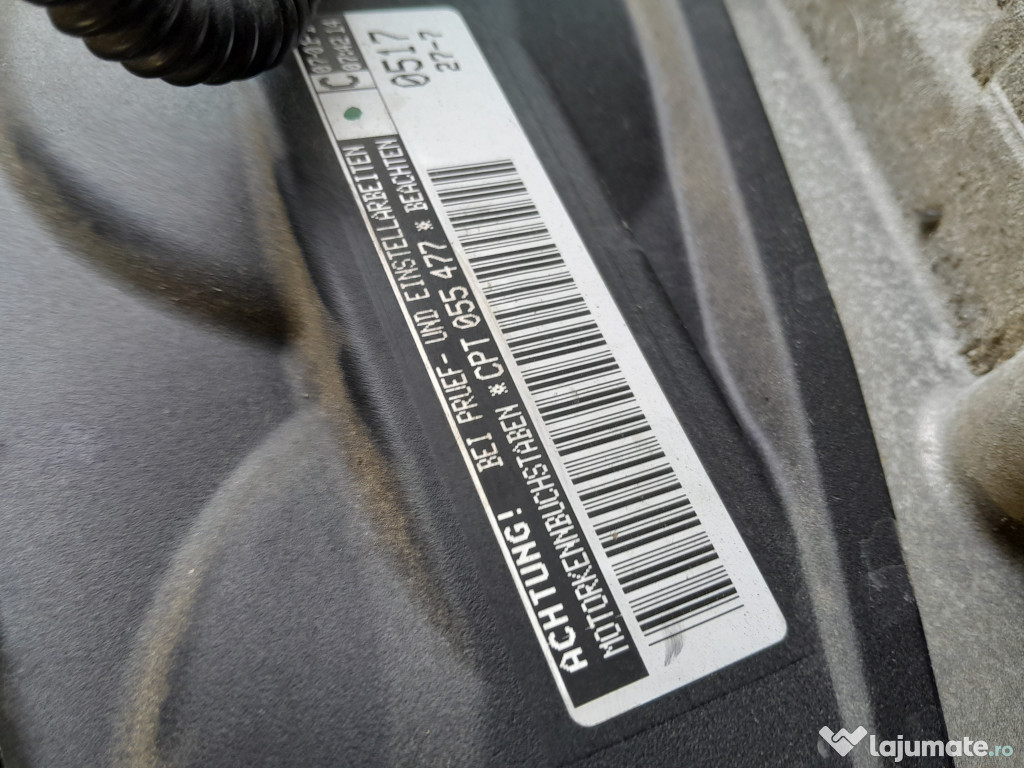 ACHTUNG! BEI PRUEF- UND EINSTELLARBEITEN
MOTORKENNBUCHSTABEN *CPT 055 477 * BEACHTEN
C
0517
27-7
lajumate.ro